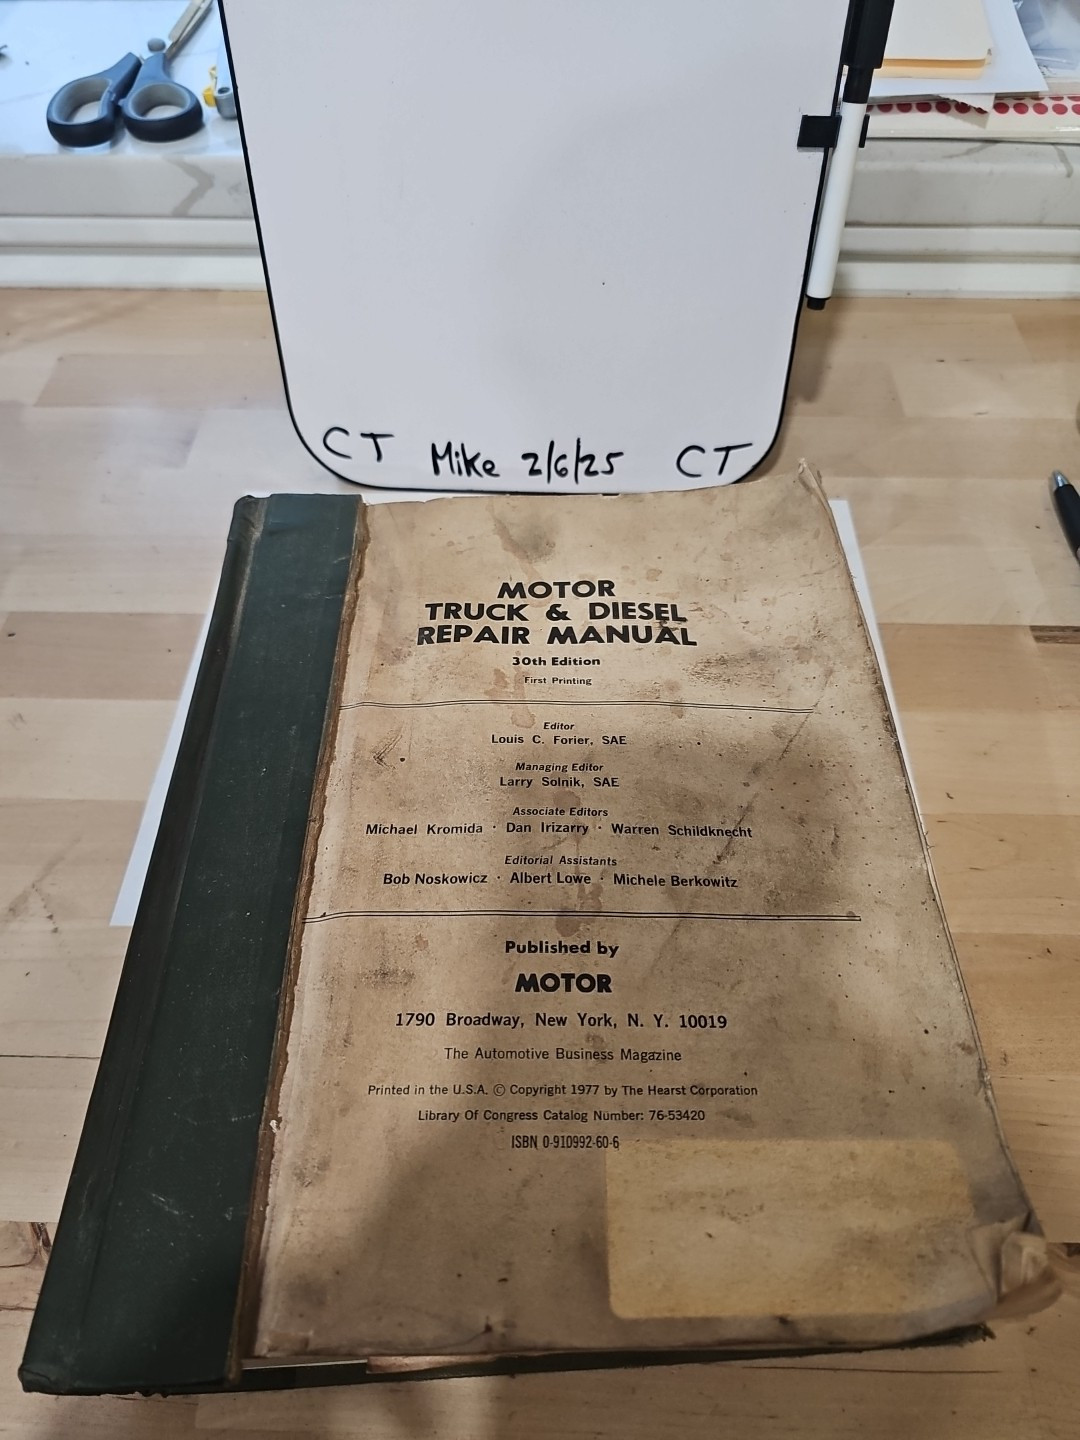 CT Mike 2/6/25 CT
MOTOR
TRUCK & DIESEL
REPAIR MANUAL
30th Edition
First Printing
Editor
Louis C. Forier, SAE
Managing Editor
Larry Solnik, SAE
Associate Editors
Michael Kromida · Dan Irizarry · Warren Schildknecht
Editorial Assistants
Bob Noskowicz · Albert Lowe · Michele Berkowitz
Published by
MOTOR
1790 Broadway, New York, N. Y. 10019
The Automotive Business Magazine
Printed in the U.S.A. © Copyright 1977 by The Hearst Corporation
Library Of Congress Catalog Number: 76-53420
ISBN 0-910992-60-6